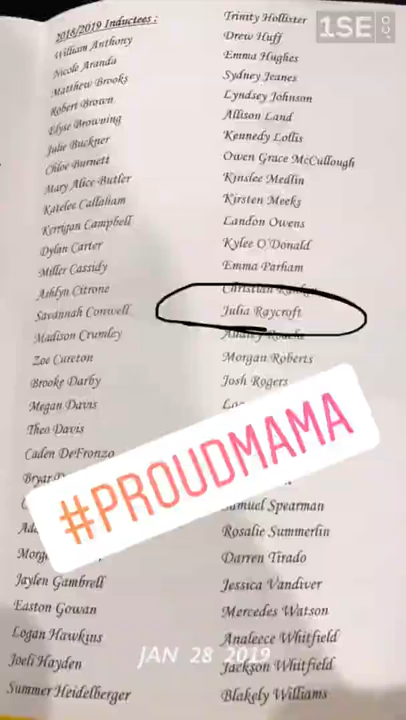 1SE.CO
2018/2019 Inductees :
William Anthony
Nicole Aranda
Matthew Brooks
Robert Brown
Elyse Browning
Julie Buckner
Chloe Burnett
Mary Alice Butler
Katelee Callaham
Kerrigan Campbell
Dylan Carter
Miller Cassidy
Ashlyn Citrone
Savannah Conwell
Madison Crumley
Zoe Cureton
Brooke Darby
Megan Davis
Theo Davis
Caden DeFronzo
Jaylen Gambrell
Easton Gowan
Logan Hawkins
Joeli Hayden
Summer Heidelberger
Trinity Hollister
Drew Huff
Emma Hughes
Sydney Jeanes
Lyndsey Johnson
Allison Land
Kennedy Lollis
Owen Grace McCullough
Kinslee Medlin
Kirsten Meeks
Landon Owens
Kylee O'Donald
Emma Parham
Christian
Julia Raycroft
Morgan Roberts
Josh Rogers
#PROUDMAMA
Samuel Spearman
Rosalie Summerlin
Darren Tirado
Jessica Vandiver
Mercedes Watson
Analeece Whitfield
Jackson Whitfield
Blakely Williams
JAN 28 2019